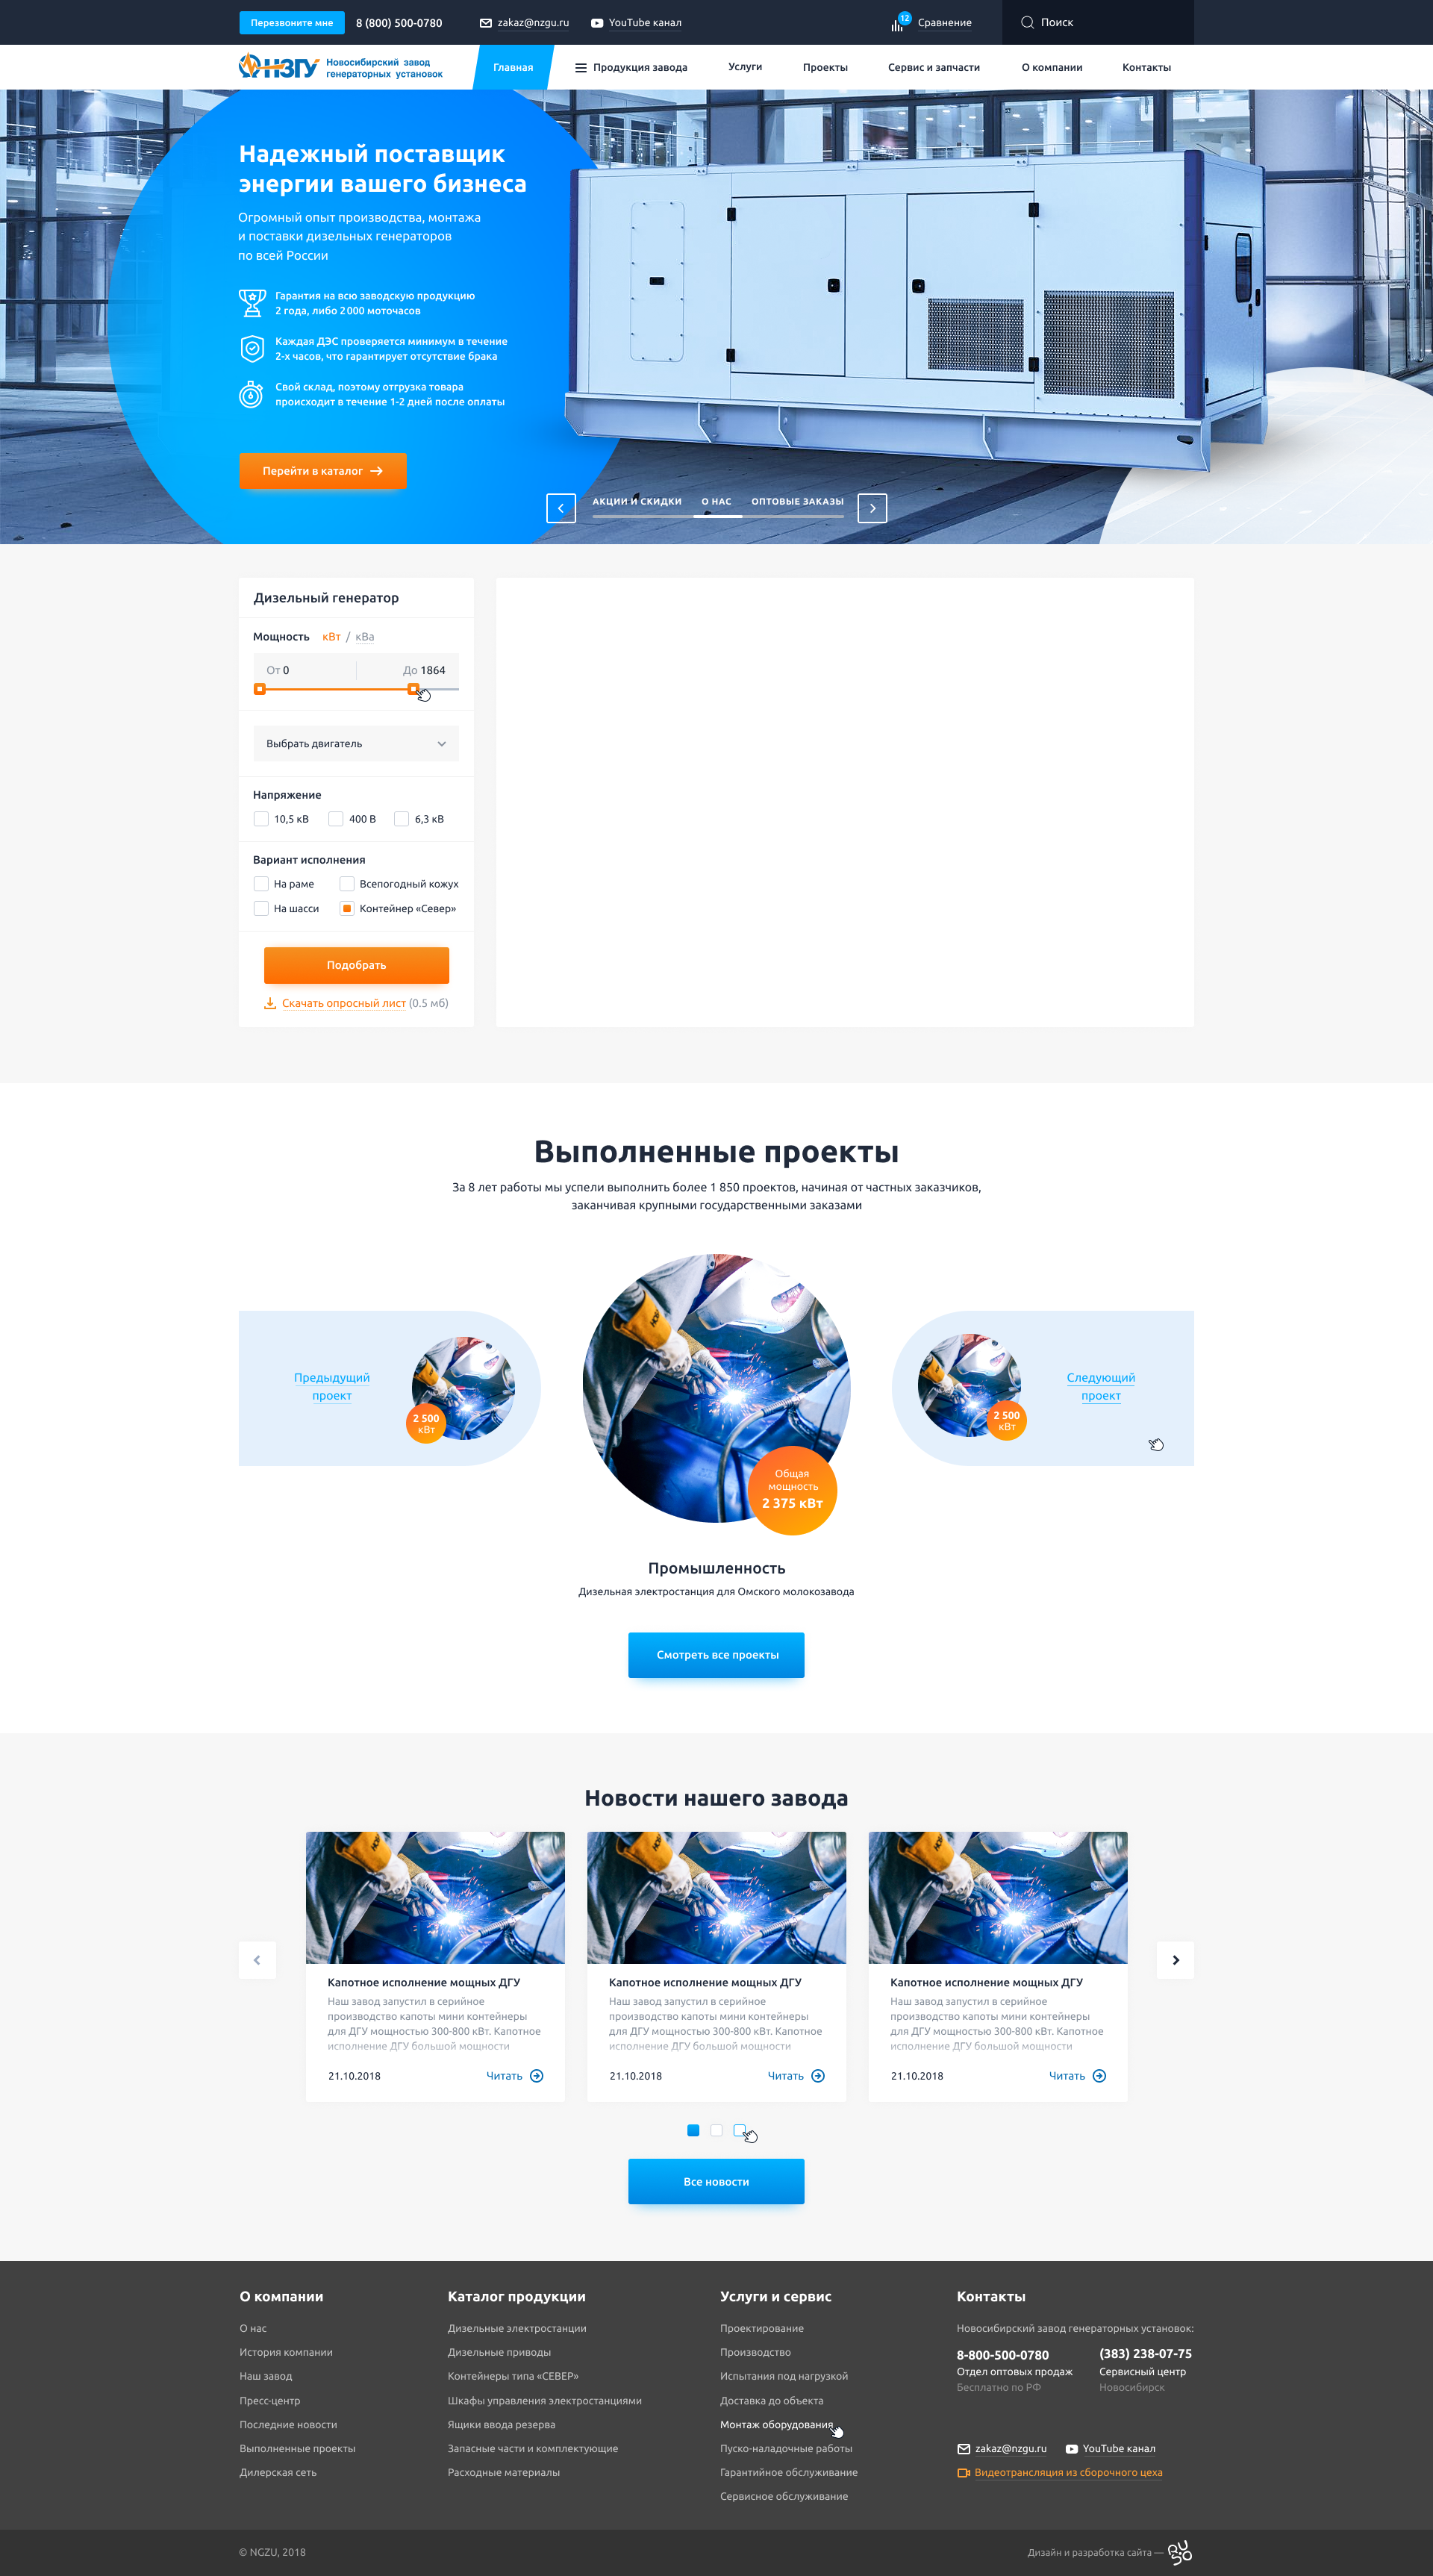 Перезвоните мне
8 (800) 500-0780
zakaz@nzgu.ru
YouTube канал
12
Сравнение
Поиск
НЗГУ
Новосибирский завод
генераторных установок
Главная
Продукция завода
Услуги
Проекты
Сервис и запчасти
О компании
Контакты
Надежный поставщик
энергии вашего бизнеса
Огромный опыт производства, монтажа
и поставки дизельных генераторов
по всей России
Гарантия на всю заводскую продукцию
2 года, либо 2 000 моточасов
Каждая ДЭС проверяется минимум в течение
2-х часов, что гарантирует отсутствие брака
Свой склад, поэтому отгрузка товара
происходит в течение 1-2 дней после оплаты
Перейти в каталог
АКЦИИ И СКИДКИ
О НАС
ОПТОВЫЕ ЗАКАЗЫ
Дизельный генератор
Мощность кВт / кВа
От 0
До 1864
Выбрать двигатель
Напряжение
10,5 кВ
400 В
6,3 кВ
Вариант исполнения
На раме
Всепогодный кожух
На шасси
Контейнер «Север»
Подобрать
Скачать опросный лист (0.5 мб)
Выполненные проекты
За 8 лет работы мы успели выполнить более 1 850 проектов, начиная от частных заказчиков,
заканчивая крупными государственными заказами
Предыдущий
проект
2 500
кВт
Общая
мощность
2 375 кВт
2 500
кВт
Следующий
проект
Промышленность
Дизельная электростанция для Омского молокозавода
Смотреть все проекты
Новости нашего завода
Капотное исполнение мощных ДГУ
Наш завод запустил в серийное
производство капоты мини контейнеры
для ДГУ мощностью 300-800 кВт. Капотное
исполнение ДГУ большой мощности
21.10.2018
Читать
Капотное исполнение мощных ДГУ
Наш завод запустил в серийное
производство капоты мини контейнеры
для ДГУ мощностью 300-800 кВт. Капотное
исполнение ДГУ большой мощности
21.10.2018
Читать
Капотное исполнение мощных ДГУ
Наш завод запустил в серийное
производство капоты мини контейнеры
для ДГУ мощностью 300-800 кВт. Капотное
исполнение ДГУ большой мощности
21.10.2018
Читать
Все новости
О компании
О нас
История компании
Наш завод
Пресс-центр
Последние новости
Выполненные проекты
Дилерская сеть
Каталог продукции
Дизельные электростанции
Дизельные приводы
Контейнеры типа «СЕВЕР»
Шкафы управления электростанциями
Ящики ввода резерва
Запасные части и комплектующие
Расходные материалы
Услуги и сервис
Проектирование
Производство
Испытания под нагрузкой
Доставка до объекта
Монтаж оборудования
Пуско-наладочные работы
Гарантийное обслуживание
Сервисное обслуживание
Контакты
Новосибирский завод генераторных установок:
8-800-500-0780
Отдел оптовых продаж
Бесплатно по РФ
(383) 238-07-75
Сервисный центр
Новосибирск
zakaz@nzgu.ru
YouTube канал
Видеотрансляция из сборочного цеха
© NGZU, 2018
Дизайн и разработка сайта —